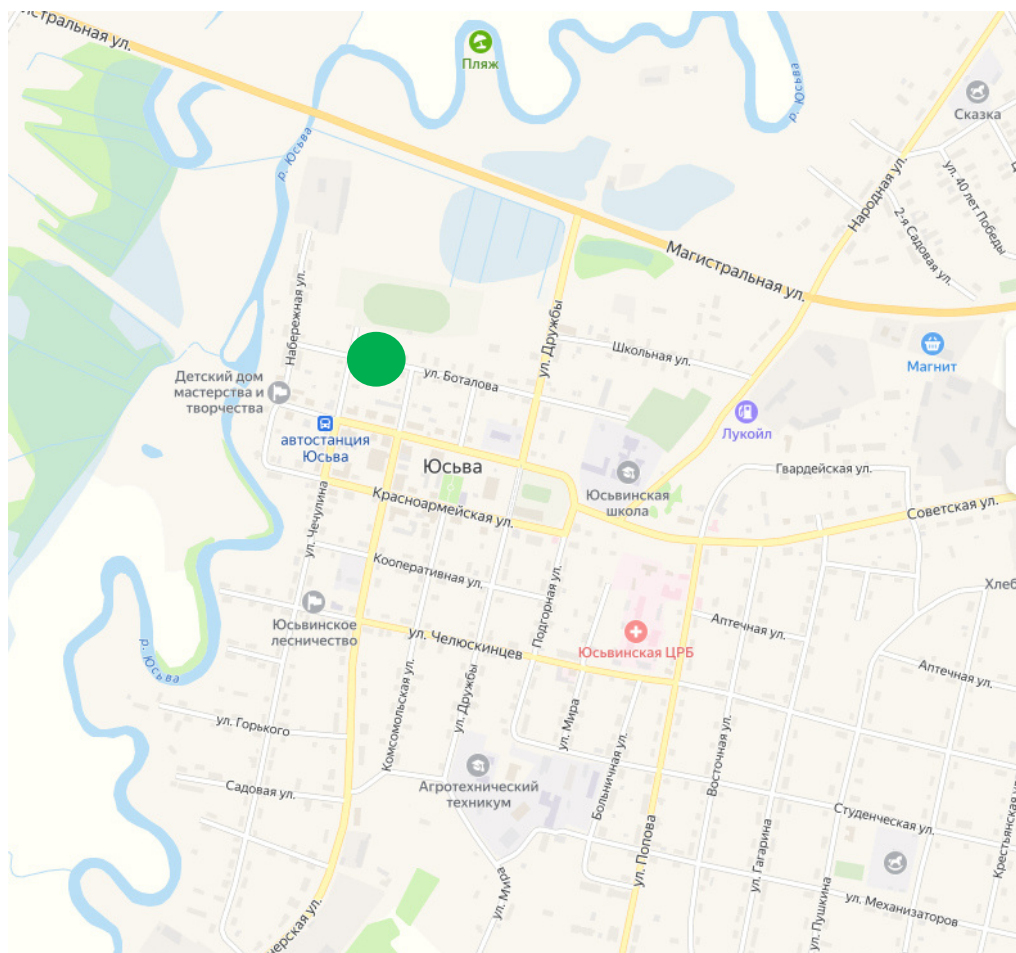 истральная ул.
Пляж
р. Юсьва
р. Юсьва
Сказка
Народная ул.
ул. 40 лет Победы
2-я Садовая ул.
Магистральная ул.
Набережная ул.
ул. Дружбы
Школьная ул.
Магнит
Детский дом
мастерства и
творчества
ул. Боталова
Лукойл
автостанция
Юсьва
Юсьва
Юсьвинская
школа
Гвардейская ул.
Советская ул.
Красноармейская ул.
ул. Чечулина
Кооперативная ул.
Подгорная ул.
Хлеб
Юсьвинское
лесничество
ул. Челюскинцев
Юсьвинская ЦРБ
Аптечная ул.
Аптечная ул.
р. Юсьва
ул. Горького
Комсомольская ул.
ул. Дружбы
ул. Мира
Больничная ул.
Восточная ул.
Садовая ул.
Агротехнический
техникум
Студенческая ул.
Крестьянская ул.
ул. Попова
ул. Гагарина
ул. Мира
ул. Пушкина
ул. Механизаторов
нерская ул.